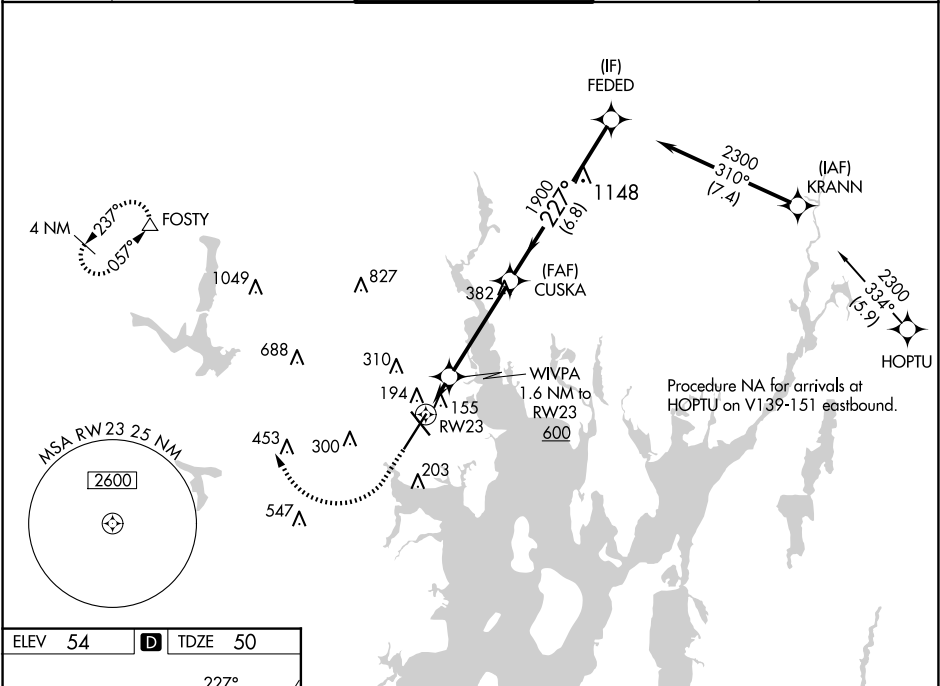 (IF)
FEDED
2300
310°
(7.4)
(IAF)
KRANN
1148
1900
227°
(6.8)
4 NM
237°
057°
FOSTY
(FAF)
CUSKA
382
1049
827
2300
334°
(5.9)
HOPTU
688
310
WIVPA
1.6 NM to
RW23
600
Procedure NA for arrivals at
HOPTU on V139-151 eastbound.
194
155
RW23
453
300
203
547
MSA RW 23 25 NM
2600
ELEV 54 D TDZE 50
227°